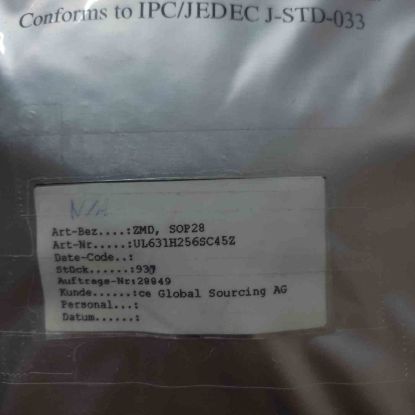 Conforms to IPC/JEDEC J-STD-033
N/A
Art-Bez....:ZMD, SOP28
Art-Nr.....:UL631H256SC45Z
Date-Code..:
Stück......:937
Auftrags-Nr:28849
Kunde......:ce Global Sourcing AG
Personal...:
Datum......: